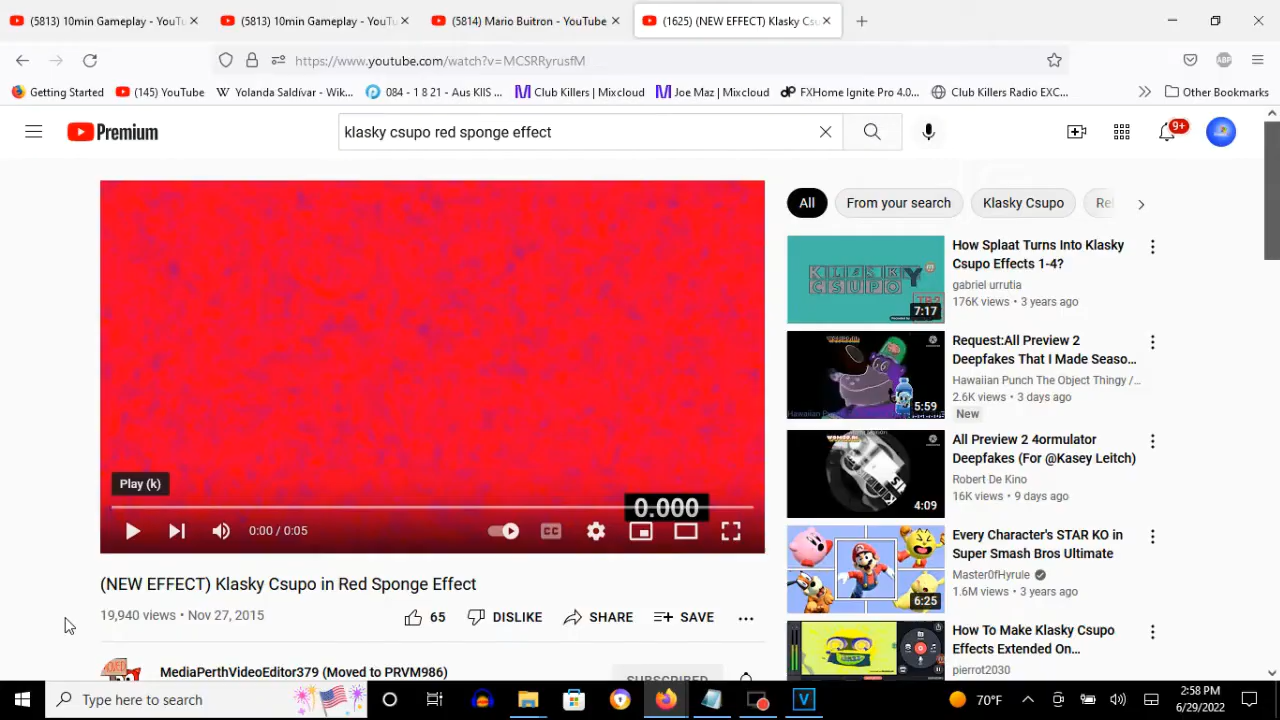 (5813) 10min Gameplay - YouTu
(5813) 10min Gameplay - YouTu
(5814) Mario Buitron - YouTube
(1625) (NEW EFFECT) Klasky Csu
https://www.youtube.com/watch?v=MCSRRyrusfM
ABP
Getting Started
(145) YouTube
Yolanda Saldívar - Wik...
084 - 1 8 21 - Aus KIIS ...
Club Killers | Mixcloud
Joe Maz | Mixcloud
FXHome Ignite Pro 4.0...
Club Killers Radio EXC...
Other Bookmarks
Premium
klasky csupo red sponge effect
9+
All
From your search
Klasky Csupo
Rel
Play (k)
0.000
0:00 / 0:05
CC
(NEW EFFECT) Klasky Csupo in Red Sponge Effect
19,940 views • Nov 27, 2015
65
DISLIKE
SHARE
SAVE
MediaPerthVideoEditor379 (Moved to PRVM986)
SUBSCRIBED
KLASKY
CSUPO
7:17
How Splaat Turns Into Klasky
Csupo Effects 1-4?
gabriel urrutia
176K views • 3 years ago
5:59
Request:All Preview 2
Deepfakes That I Made Seaso...
Hawaiian Punch The Object Thingy /...
2.6K views • 3 days ago
New
4:09
All Preview 2 4ormulator
Deepfakes (For @Kasey Leitch)
Robert De Kino
16K views • 9 days ago
6:25
Every Character's STAR KO in
Super Smash Bros Ultimate
Master0fHyrule
1.6M views • 3 years ago
How To Make Klasky Csupo
Effects Extended On...
pierrot2030
Type here to search
70°F
2:58 PM
6/29/2022